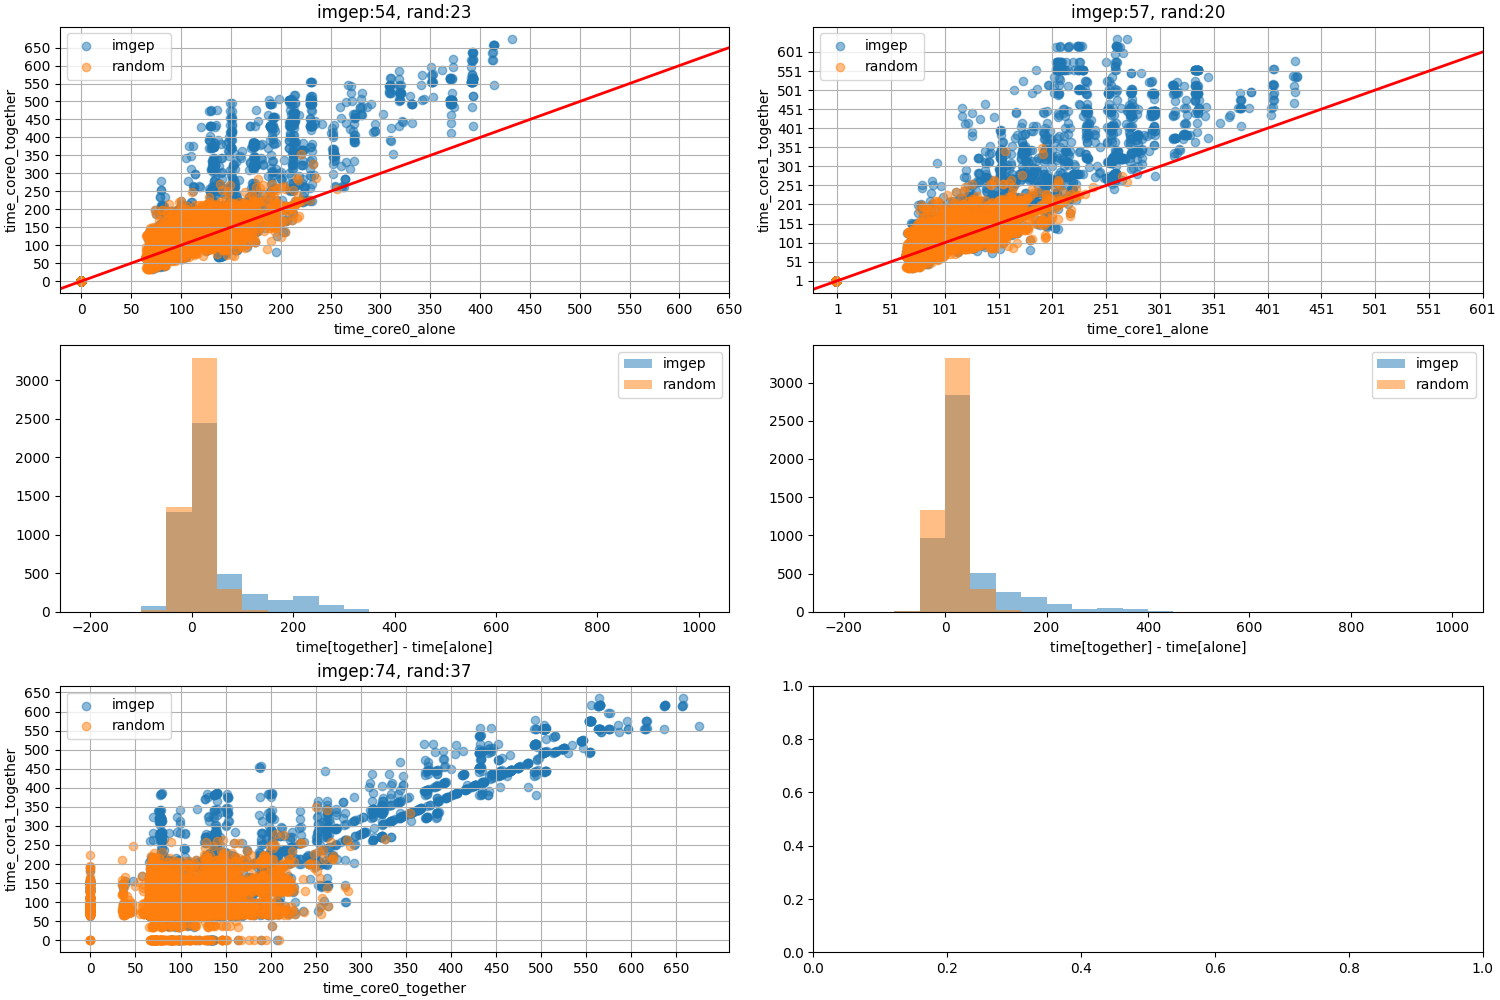 imgep:54, rand:23
imgep
random
650
600
550
500
450
400
350
300
250
200
150
100
50
0
time_core0_together
0 50 100 150 200 250 300 350 400 450 500 550 600 650
time_core0_alone
imgep:57, rand:20
imgep
random
601
551
501
451
401
351
301
251
201
151
101
51
1
time_core1_together
1 51 101 151 201 251 301 351 401 451 501 551 601
time_core1_alone
imgep
random
3000
2500
2000
1500
1000
500
0
−200 0 200 400 600 800 1000
time[together] - time[alone]
imgep
random
3000
2500
2000
1500
1000
500
0
−200 0 200 400 600 800 1000
time[together] - time[alone]
imgep:74, rand:37
imgep
random
650
600
550
500
450
400
350
300
250
200
150
100
50
0
time_core1_together
0 50 100 150 200 250 300 350 400 450 500 550 600 650
time_core0_together
1.0
0.8
0.6
0.4
0.2
0.0
0.0 0.2 0.4 0.6 0.8 1.0